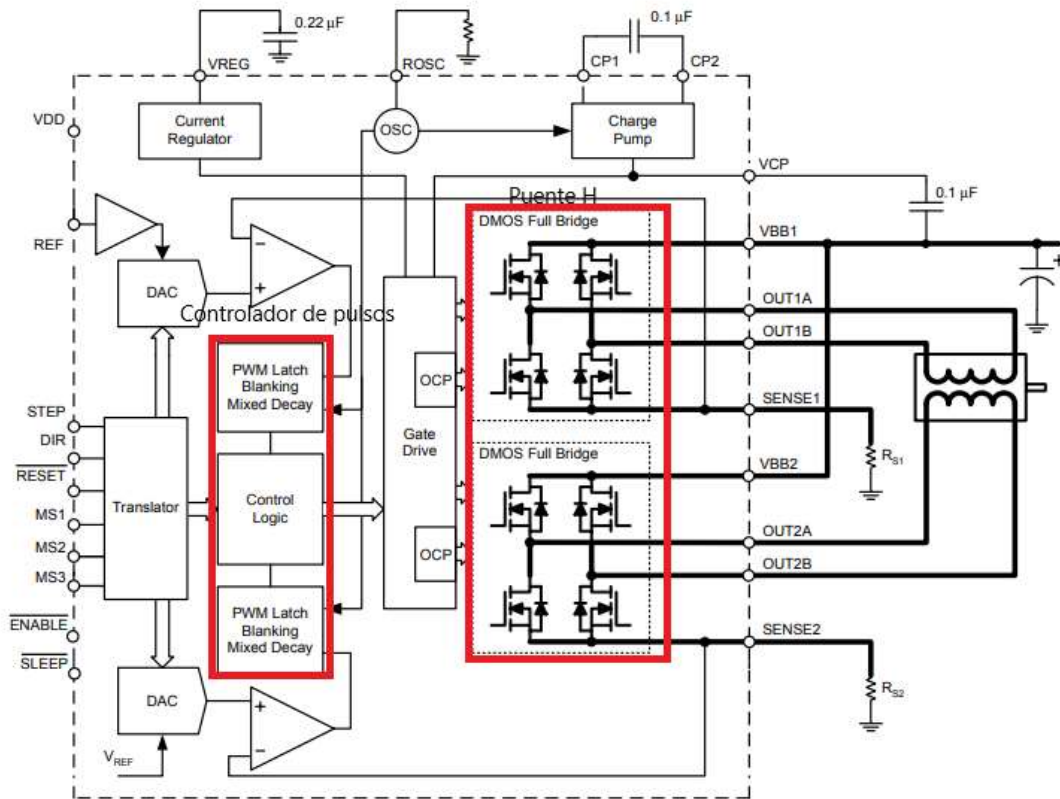 0.22 μF
0.1 μF
VREG
ROSC
CP1
CP2
VDD
Current
Regulator
OSC
Charge
Pump
VCP
0.1 μF
REF
DAC
Puente H
DMOS Full Bridge
VBB1
+
−
+
OUT1A
Controlador de pulsos
OUT1B
PWM Latch
Blanking
Mixed Decay
OCP
SENSE1
STEP
DIR
RESET
MS1
MS2
MS3
Translator
Control
Logic
Gate
Drive
DMOS Full Bridge
RS1
VBB2
OUT2A
OCP
OUT2B
ENABLE
SLEEP
PWM Latch
Blanking
Mixed Decay
SENSE2
DAC
+
−
RS2
VREF